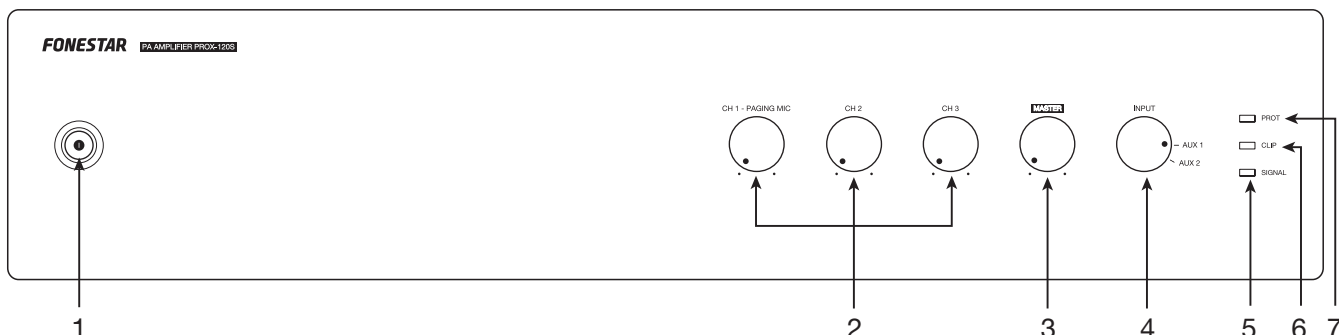 FONESTAR PA AMPLIFIER PROX-120S
CH 1 - PAGING MIC CH 2 CH 3 MASTER INPUT
PROT
AUX 1 CLIP
AUX 2
SIGNAL
1 2 3 4 5 6 7